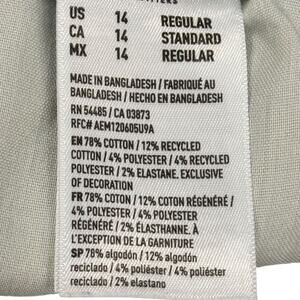 US 14 REGULAR
CA 14 STANDARD
MX 14 REGULAR
MADE IN BANGLADESH / FABRIQUÉ AU
BANGLADESH / HECHO EN BANGLADESH
RN 54485 / CA 03873
RFC# AEM120605U9A
EN 78% COTTON / 12% RECYCLED
COTTON / 4% POLYESTER / 4% RECYCLED
POLYESTER / 2% ELASTANE. EXCLUSIVE
OF DECORATION
FR 78% COTON / 12% COTON RÉGÉNÉRÉ /
4% POLYESTER / 4% POLYESTER
RÉGÉNÉRÉ / 2% ÉLASTHANNE. À
L'EXCEPTION DE LA GARNITURE
SP 78% algodón / 12% algodón
reciclado / 4% poliéster / 4% poliéster
reciclado / 2% elastano